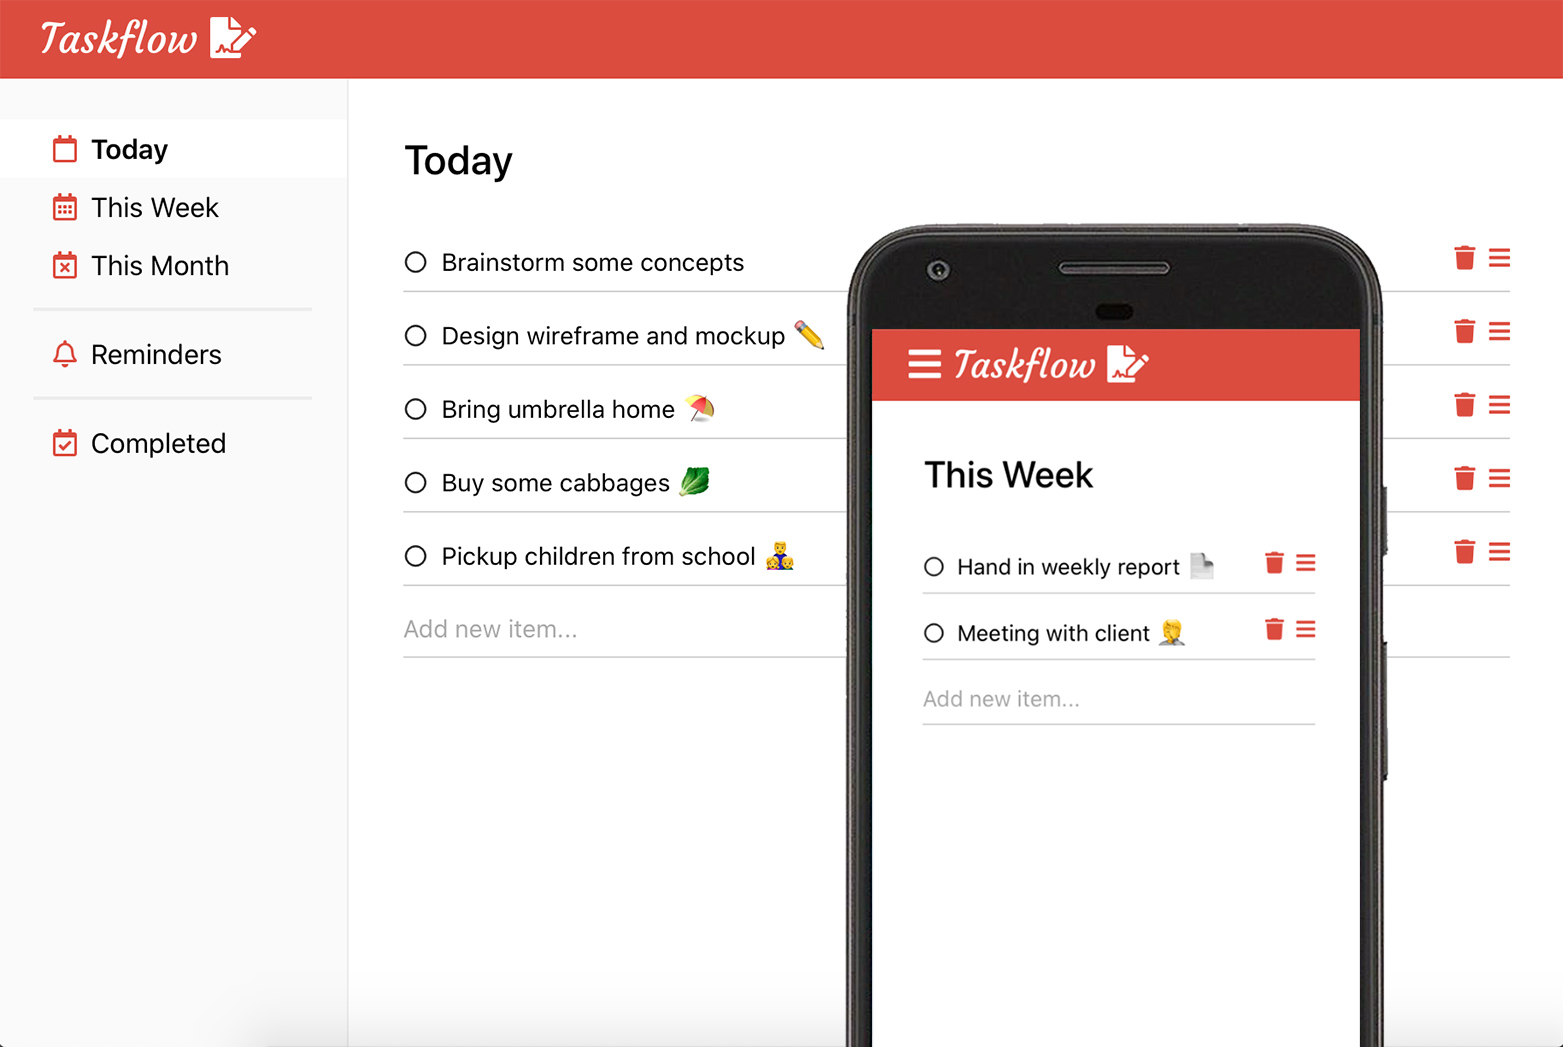 Taskflow
Today
This Week
This Month
Reminders
Completed
Today
Brainstorm some concepts
Design wireframe and mockup ✏️
Bring umbrella home ⛱️
Buy some cabbages 🥬
Pickup children from school 👨‍👧‍👦
Add new item...
Taskflow
This Week
Hand in weekly report 📄
Meeting with client 🤦
Add new item...